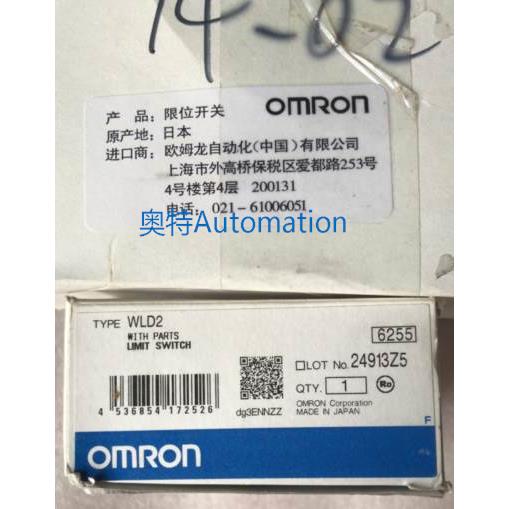 14-02
产 品: 限位开关 OMRON
原产地: 日本
进口商: 欧姆龙自动化(中国)有限公司
上海市外高桥保税区爱都路253号
4号楼第4层 200131
电话: 021-61006051
奥特Automation
TYPE WLD2
WITH PARTS
LIMIT SWITCH
6255
LOT No. 24913Z5
QTY. 1
OMRON Corporation
MADE IN JAPAN
4 536854 172526
dg3ENNZZ
F
OMRON